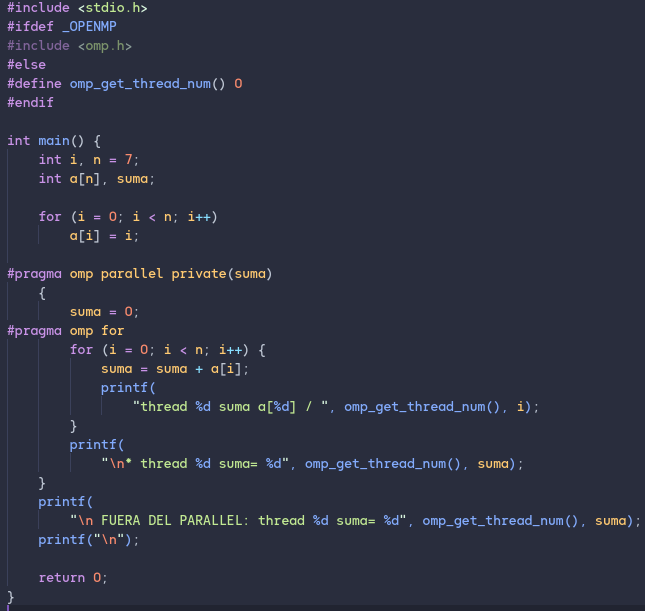 #include <stdio.h>
#ifdef _OPENMP
#include <omp.h>
#else
#define omp_get_thread_num() 0
#endif

int main() {
    int i, n = 7;
    int a[n], suma;

    for (i = 0; i < n; i++)
        a[i] = i;

#pragma omp parallel private(suma)
    {
        suma = 0;
#pragma omp for
        for (i = 0; i < n; i++) {
            suma = suma + a[i];
            printf(
                "thread %d suma a[%d] / ", omp_get_thread_num(), i);
        }
        printf(
            "\n* thread %d suma= %d", omp_get_thread_num(), suma);
    }
    printf(
        "\n FUERA DEL PARALLEL: thread %d suma= %d", omp_get_thread_num(), suma);
    printf("\n");

    return 0;
}